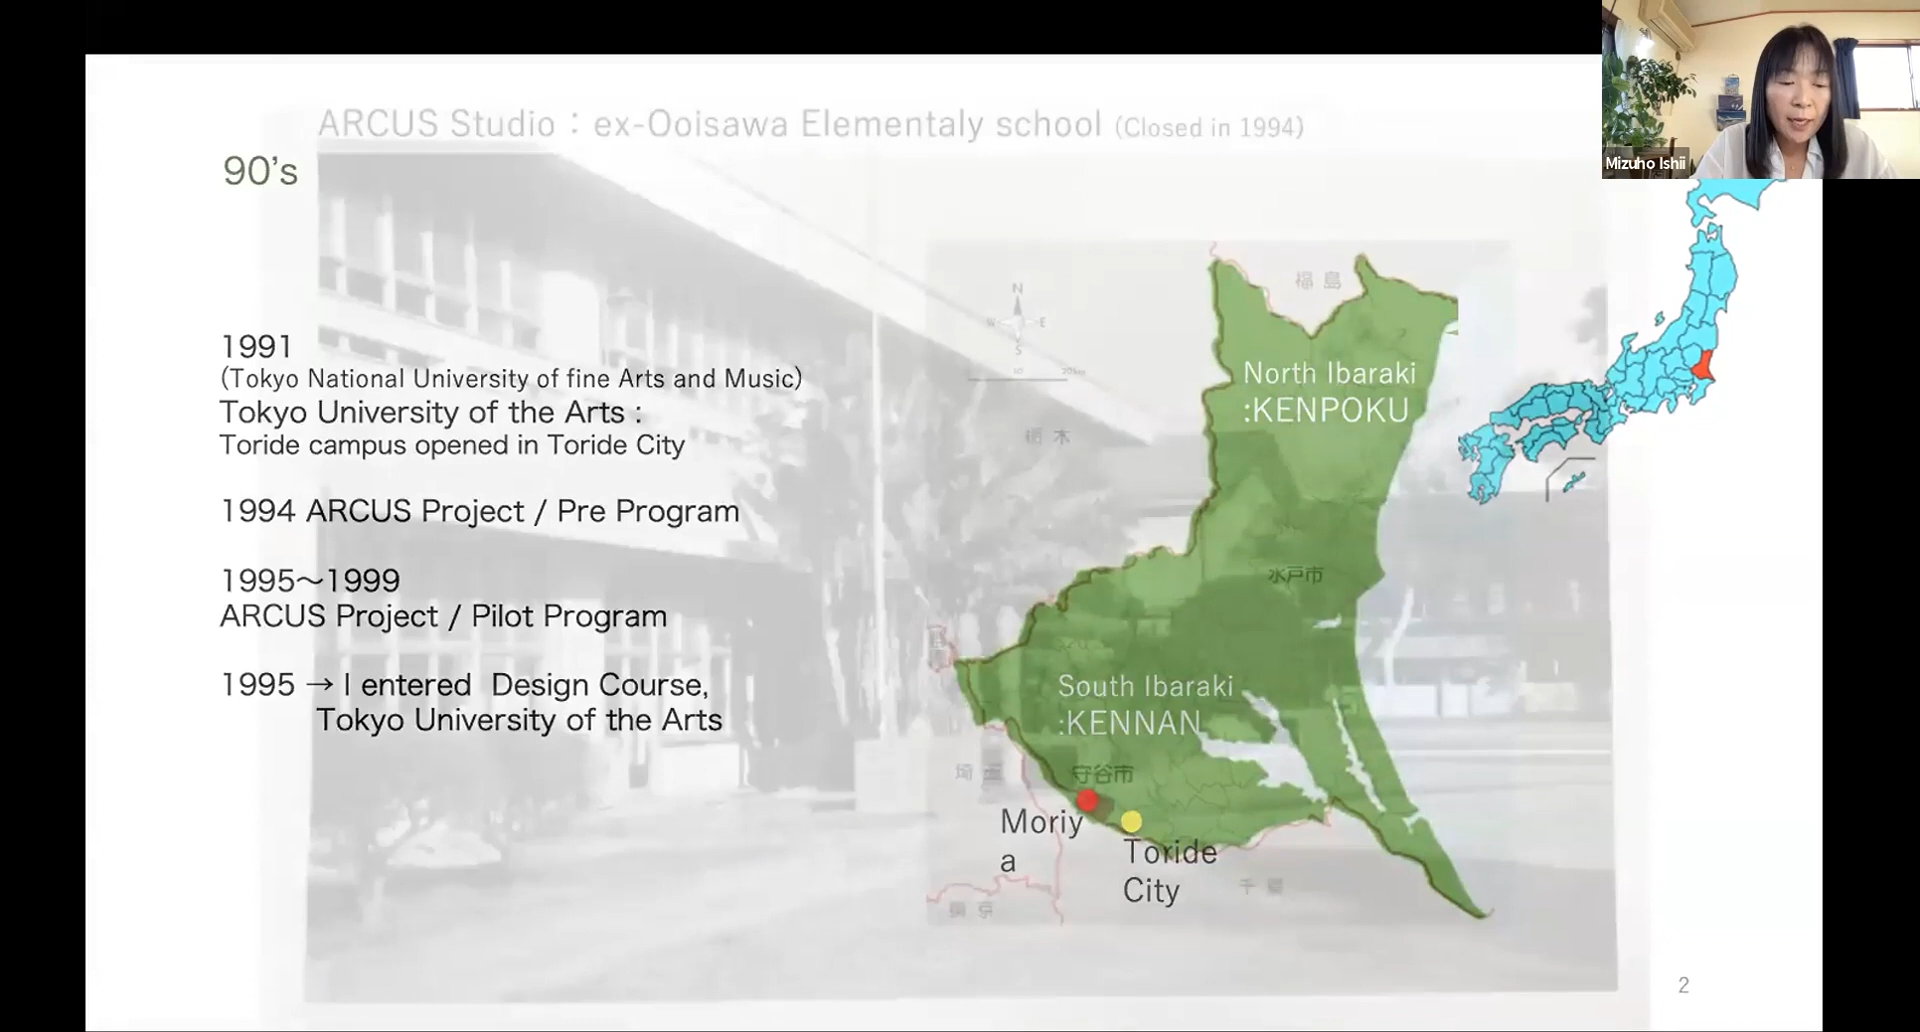 ARCUS Studio：ex-Ooisawa Elementaly school (Closed in 1994)
90's
1991
(Tokyo National University of fine Arts and Music)
Tokyo University of the Arts :
Toride campus opened in Toride City
1994 ARCUS Project / Pre Program
1995～1999
ARCUS Project / Pilot Program
1995 → I entered Design Course,
Tokyo University of the Arts
福島
N
W E
S
栃木
North Ibaraki
:KENPOKU
水戸市
South Ibaraki
:KENNAN
埼
守谷市
Moriy
a
Toride
City
千葉
東京
Mizuho Ishii
2